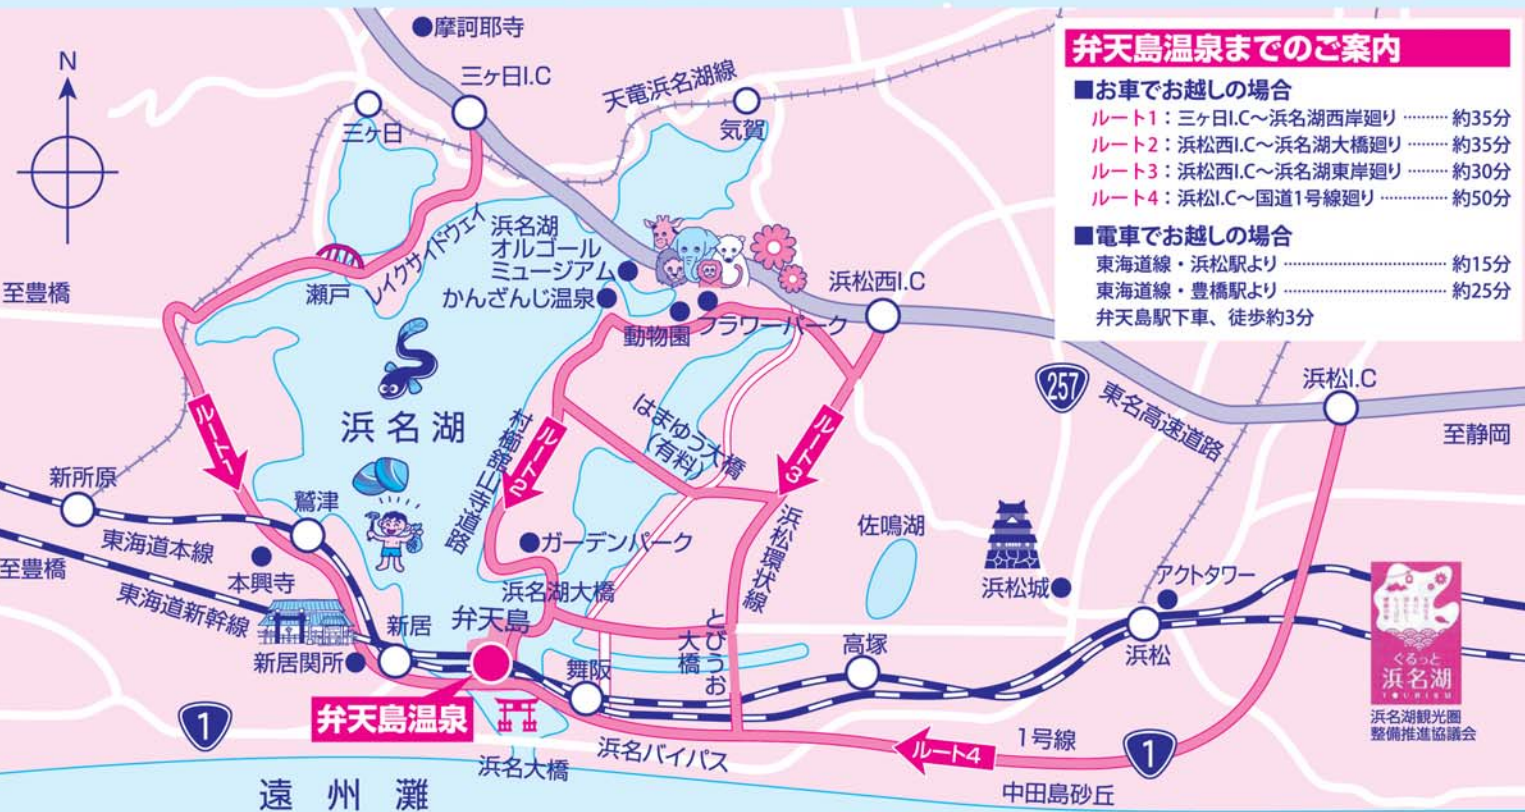 弁天島温泉までのご案内
■お車でお越しの場合
ルート1：三ヶ日I.C～浜名湖西岸廻り ········· 約35分
ルート2：浜松西I.C～浜名湖大橋廻り ········ 約35分
ルート3：浜松西I.C～浜名湖東岸廻り ········ 約30分
ルート4：浜松I.C～国道1号線廻り ·············· 約50分
■電車でお越しの場合
東海道線・浜松駅より ································· 約15分
東海道線・豊橋駅より ································· 約25分
弁天島駅下車、徒歩約3分
N
摩訶耶寺
三ヶ日I.C
三ヶ日
天竜浜名湖線
気賀
レイクサイドウェイ
浜名湖
オルゴール
ミュージアム
かんざんじ温泉
瀬戸
至豊橋
動物園
フラワーパーク
浜松西I.C
257
東名高速道路
浜松I.C
至静岡
浜名湖
ルート1
ルート2
ルート3
村櫛舘山寺道路
はまゆう大橋
（有料）
浜松環状線
新所原
鷲津
東海道本線
至豊橋
本興寺
東海道新幹線
ガーデンパーク
浜名湖大橋
佐鳴湖
浜松城
アクトタワー
浜松
新居
新居関所
弁天島
舞阪
とびうお
大橋
高塚
弁天島温泉
1
浜名大橋
浜名バイパス
ルート4
1号線
1
中田島砂丘
遠州灘
ぐるっと
浜名湖
TOURISM
浜名湖観光圏
整備推進協議会